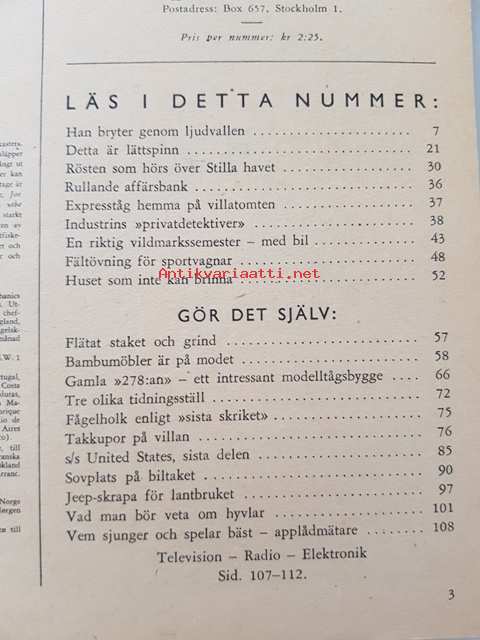 Postadress: Box 657, Stockholm 1.
Pris per nummer: kr 2:25.
LÄS I DETTA NUMMER:
Han bryter genom ljudvallen 7
Detta är lättspinn 21
Rösten som hörs över Stilla havet 30
Rullande affärsbank 36
Expresståg hemma på villatomten 37
Industrins »privatdetektiver» 38
En riktig vildmarkssemester – med bil 43
Fältövning för sportvagnar 48
Antikvariaatti.net
Huset som inte kan brinna 52
GÖR DET SJÄLV:
Flätat staket och grind 57
Bambumöbler är på modet 58
Gamla »278:an» – ett intressant modelltågsbygge 66
Tre olika tidningsställ 72
Fågelholk enligt »sista skriket» 75
Takkupor på villan 76
s/s United States, sista delen 85
Sovplats på biltaket 90
Jeep-skrapa för lantbruket 97
Vad man bör veta om hyvlar 101
Vem sjunger och spelar bäst – applådmätare 108
Television – Radio – Elektronik
Sid. 107–112.
3